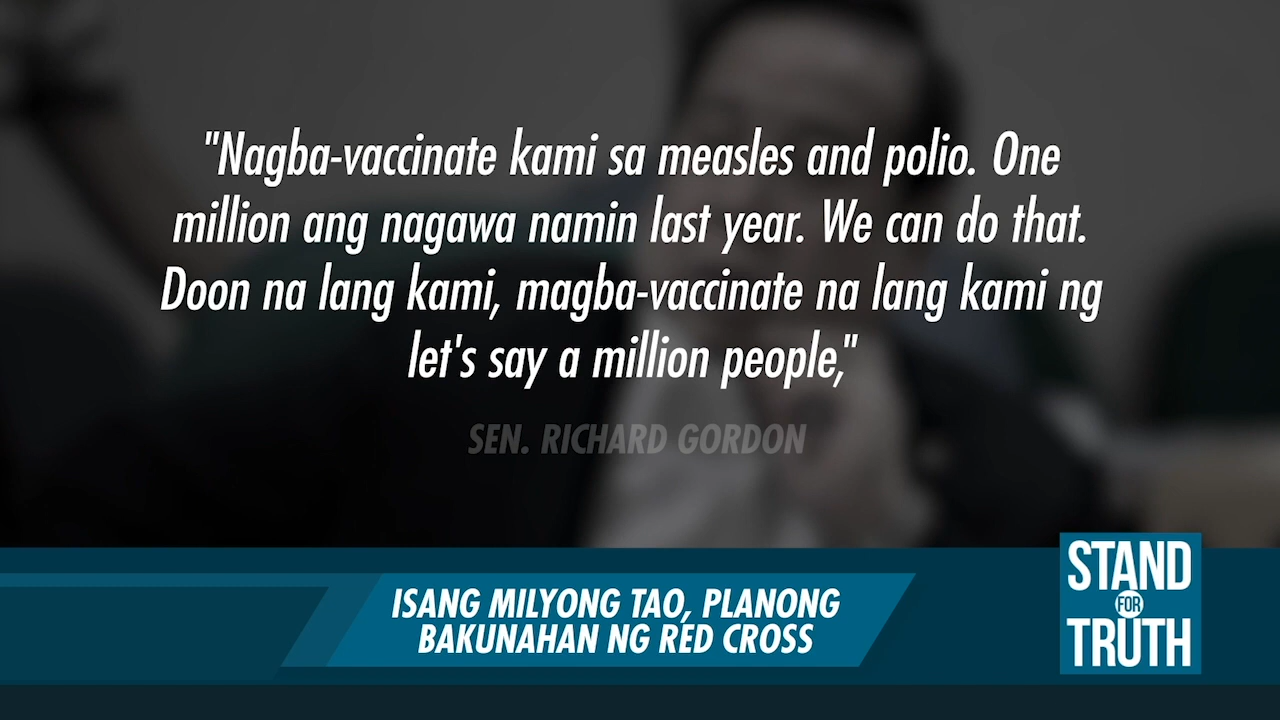 "Nagba-vaccinate kami sa measles and polio. One
million ang nagawa namin last year. We can do that.
Doon na lang kami, magba-vaccinate na lang kami ng
let's say a million people,"
SEN. RICHARD GORDON
ISANG MILYONG TAO, PLANONG
BAKUNAHAN NG RED CROSS
STAND
FOR
TRUTH